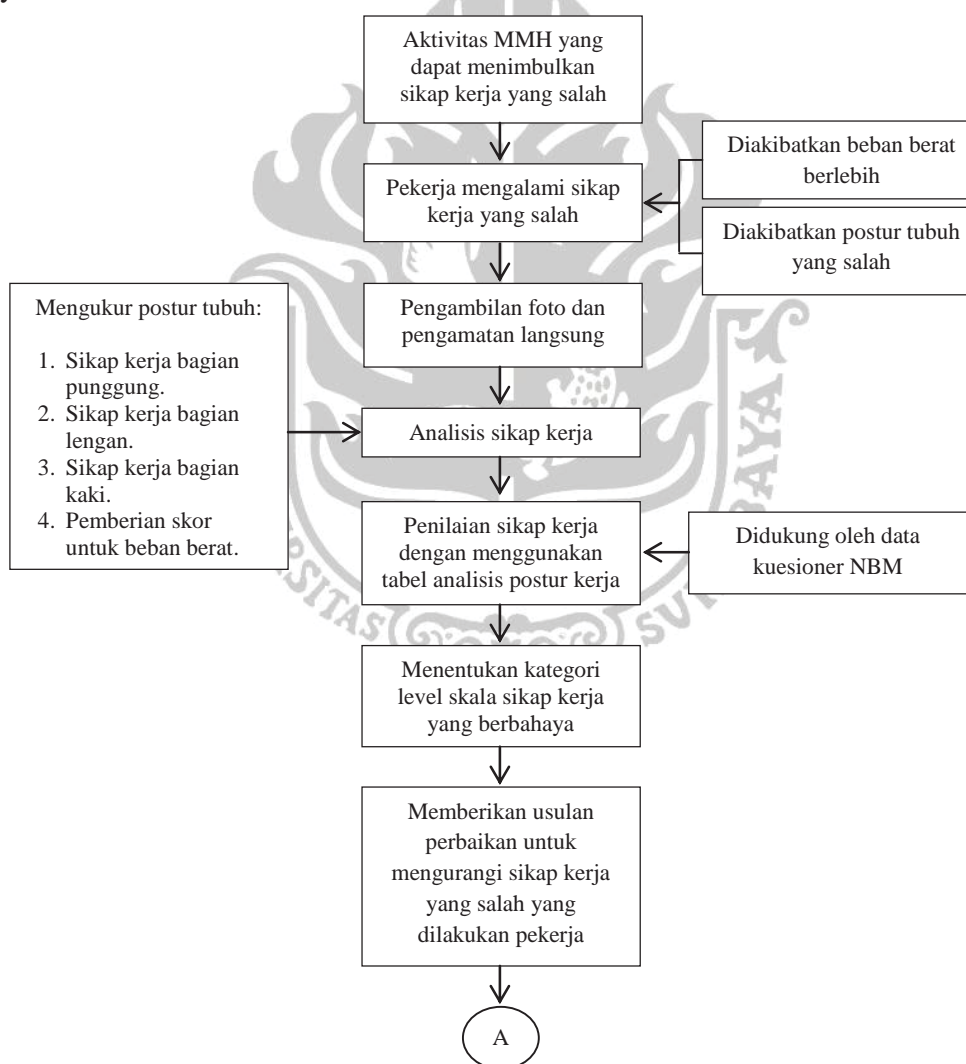 Aktivitas MMH yang
dapat menimbulkan
sikap kerja yang salah
Diakibatkan beban berat
berlebih
Pekerja mengalami sikap
kerja yang salah
Diakibatkan postur tubuh
yang salah
Mengukur postur tubuh:
1. Sikap kerja bagian
punggung.
2. Sikap kerja bagian
lengan.
3. Sikap kerja bagian
kaki.
4. Pemberian skor
untuk beban berat.
Pengambilan foto dan
pengamatan langsung
Analisis sikap kerja
Penilaian sikap kerja
dengan menggunakan
tabel analisis postur kerja
Didukung oleh data
kuesioner NBM
Menentukan kategori
level skala sikap kerja
yang berbahaya
Memberikan usulan
perbaikan untuk
mengurangi sikap kerja
yang salah yang
dilakukan pekerja
A